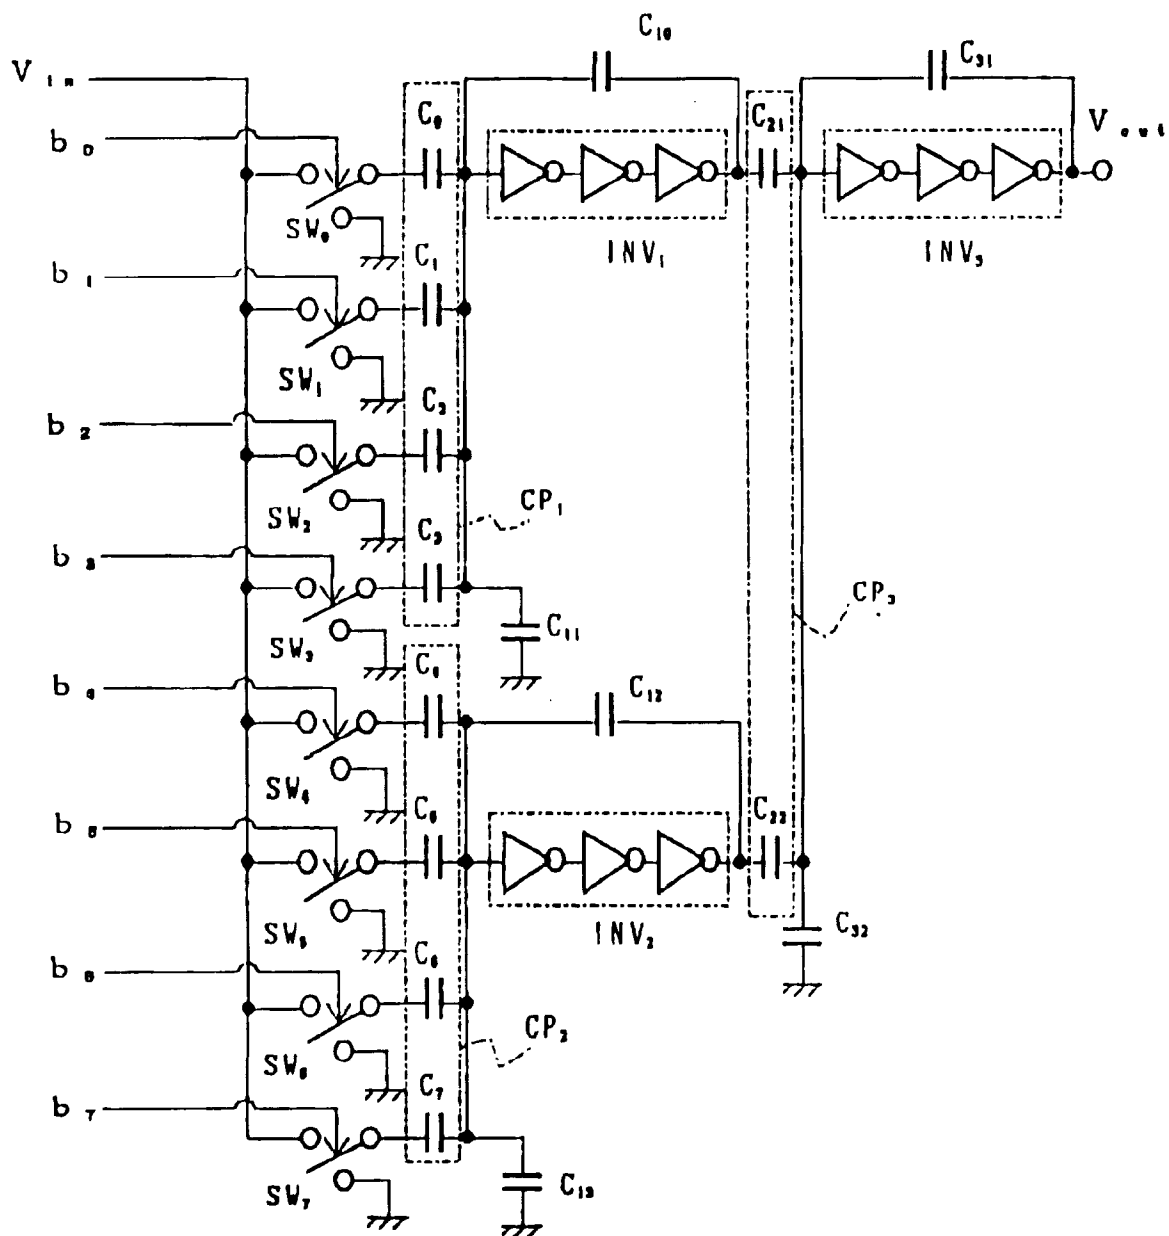 C₁₀
C₃₁
V in
C₀
C₂₁
V out
b₀
SW₀
INV₁
INV₃
b₁
C₁
SW₁
b₂
C₂
SW₂
CP₁
b₃
C₃
SW₃
C₁₁
CP₃
b₄
C₄
C₁₂
SW₄
b₅
C₅
C₂₂
SW₅
INV₂
C₃₂
b₆
C₆
SW₆
CP₂
b₇
C₇
SW₇
C₁₃